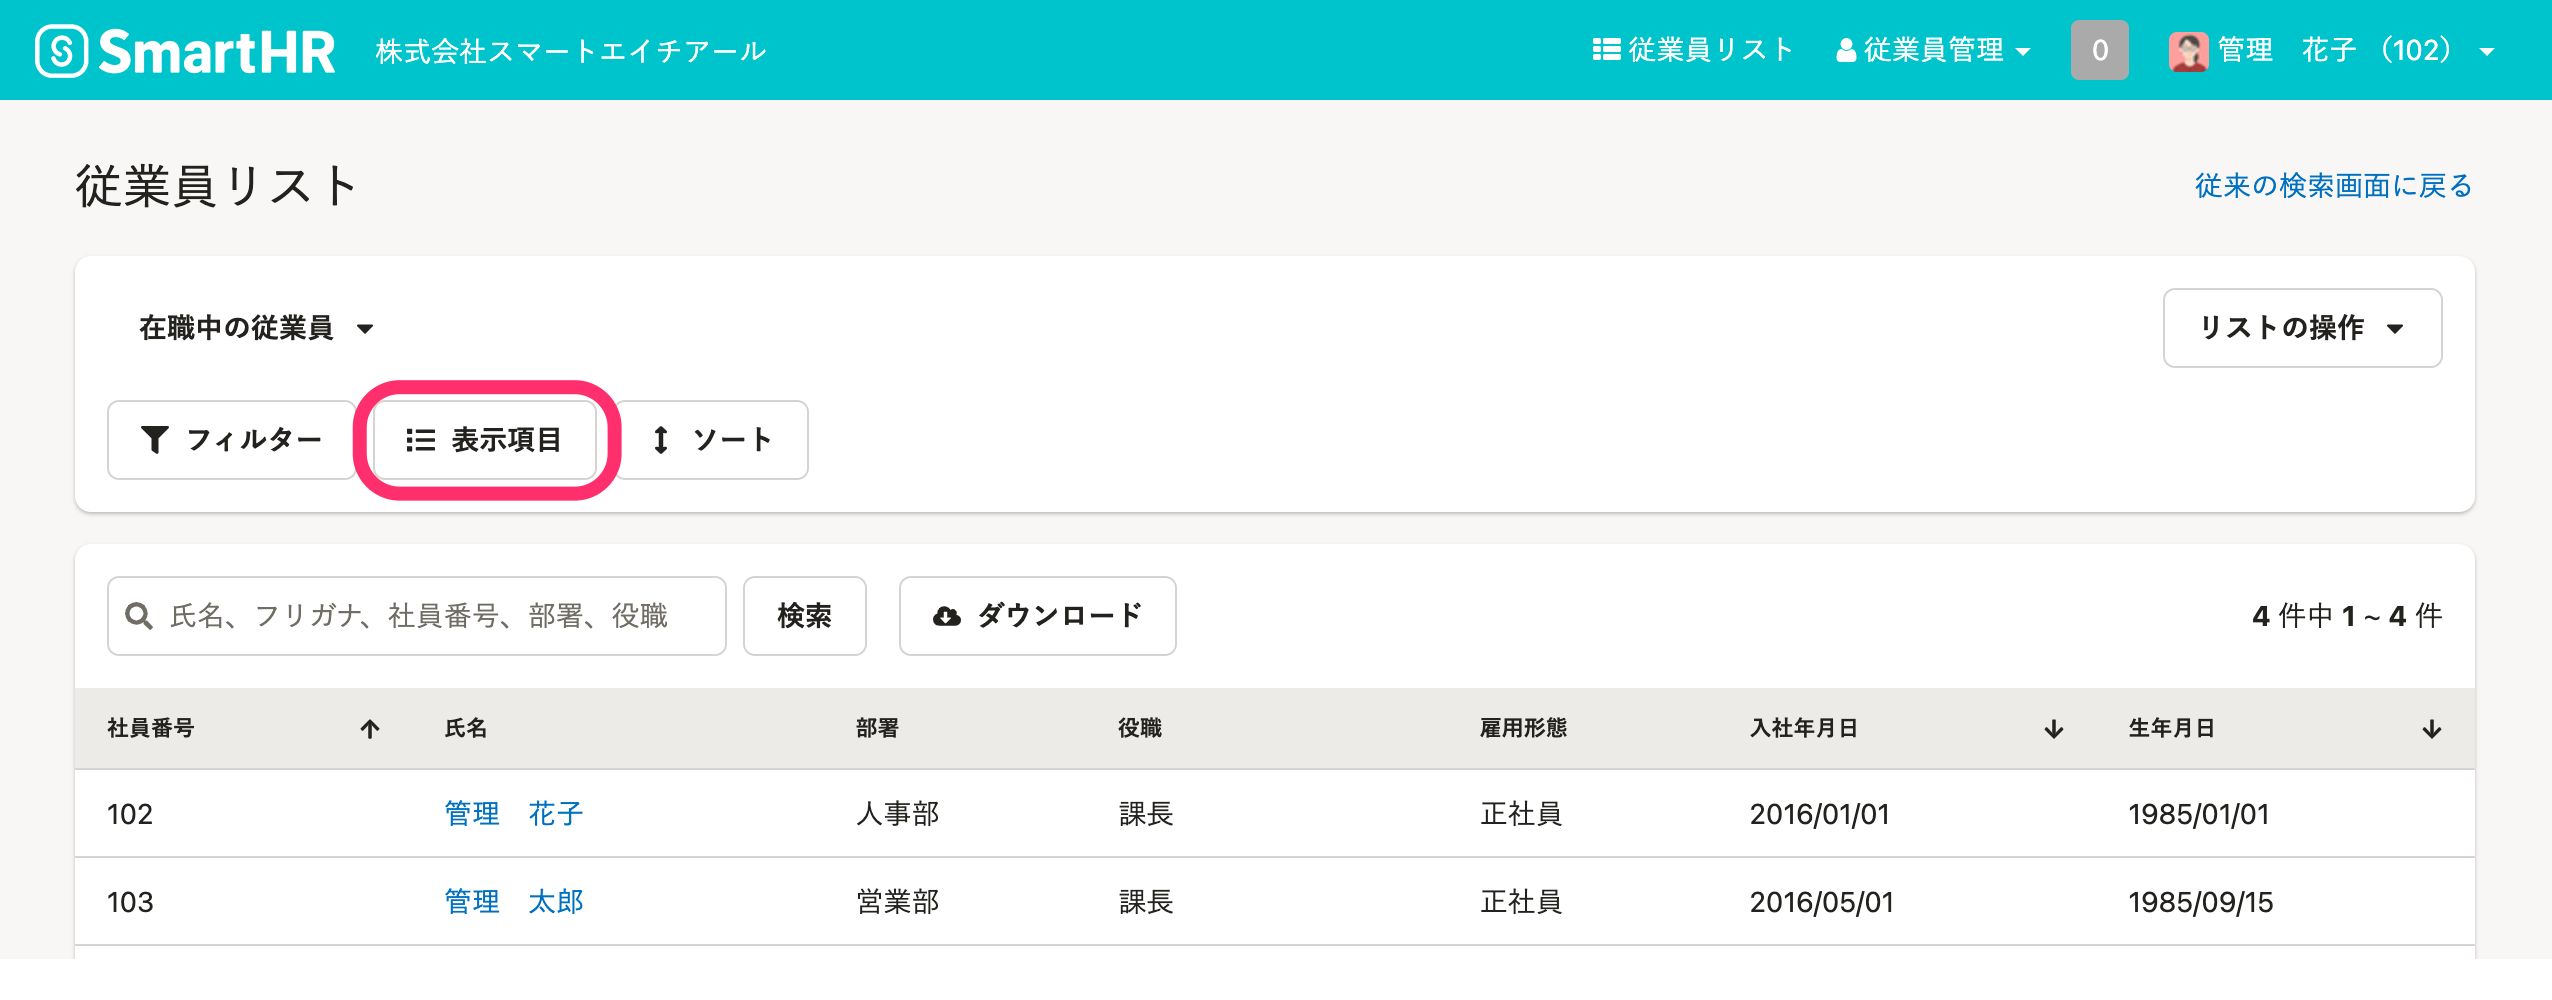 SmartHR 株式会社スマートエイチアール 従業員リスト 従業員管理 0 管理 花子 （102）
従業員リスト 従来の検索画面に戻る
在職中の従業員 リストの操作
フィルター 表示項目 ソート
氏名、フリガナ、社員番号、部署、役職 検索 ダウンロード 4 件中 1 ~ 4 件
社員番号 氏名 部署 役職 雇用形態 入社年月日 生年月日
102 管理 花子 人事部 課長 正社員 2016/01/01 1985/01/01
103 管理 太郎 営業部 課長 正社員 2016/05/01 1985/09/15